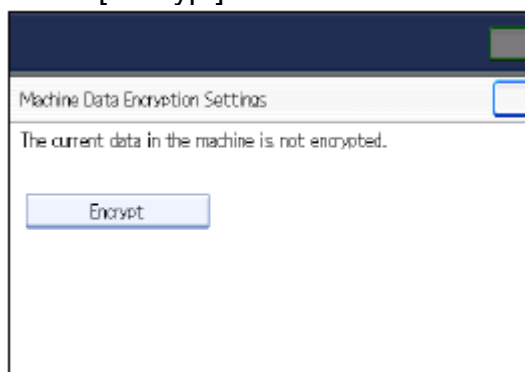 Machine Data Encryption Settings
The current data in the machine is not encrypted.
Encrypt